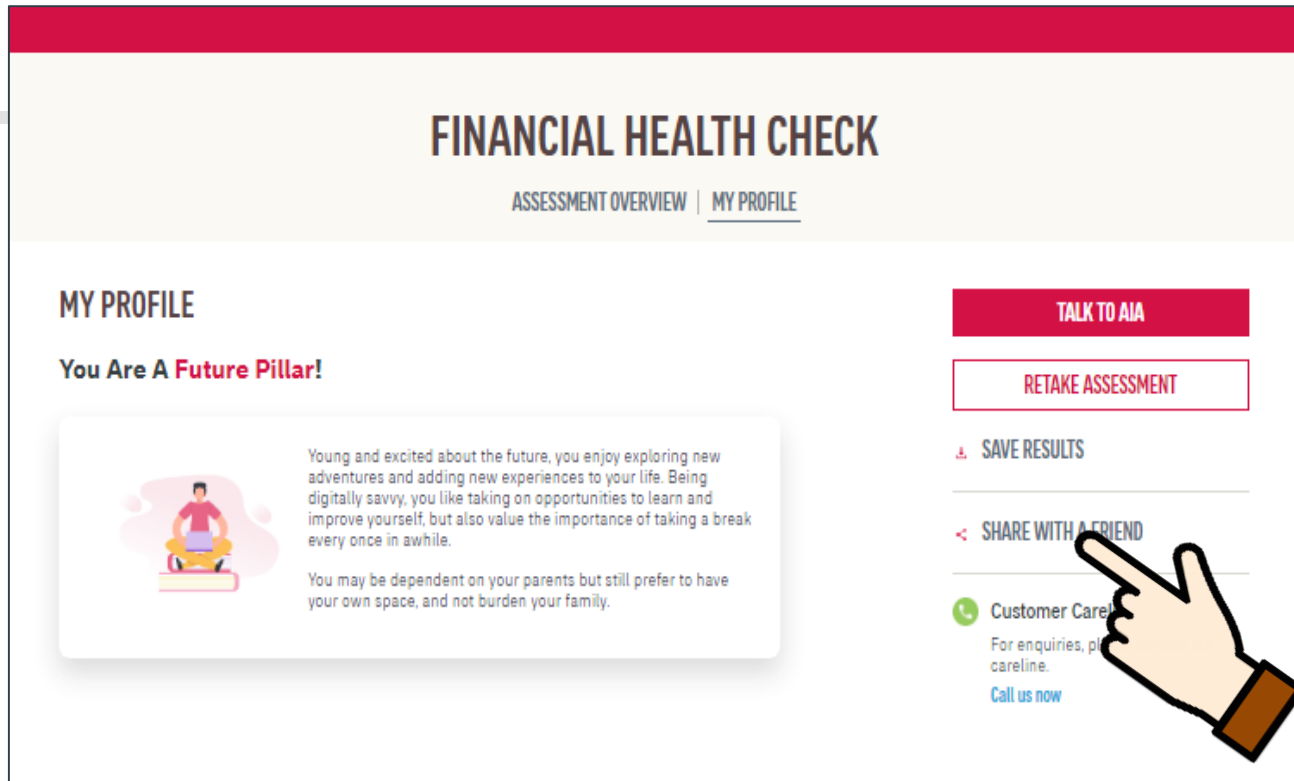 FINANCIAL HEALTH CHECK
ASSESSMENT OVERVIEW | MY PROFILE
MY PROFILE
You Are A Future Pillar!
Young and excited about the future, you enjoy exploring new
adventures and adding new experiences to your life. Being
digitally savvy, you like taking on opportunities to learn and
improve yourself, but also value the importance of taking a break
every once in awhile.
You may be dependent on your parents but still prefer to have
your own space, and not burden your family.
TALK TO AIA
RETAKE ASSESSMENT
SAVE RESULTS
SHARE WITH A FRIEND
Customer
For enquiries,
careline.
Call us now